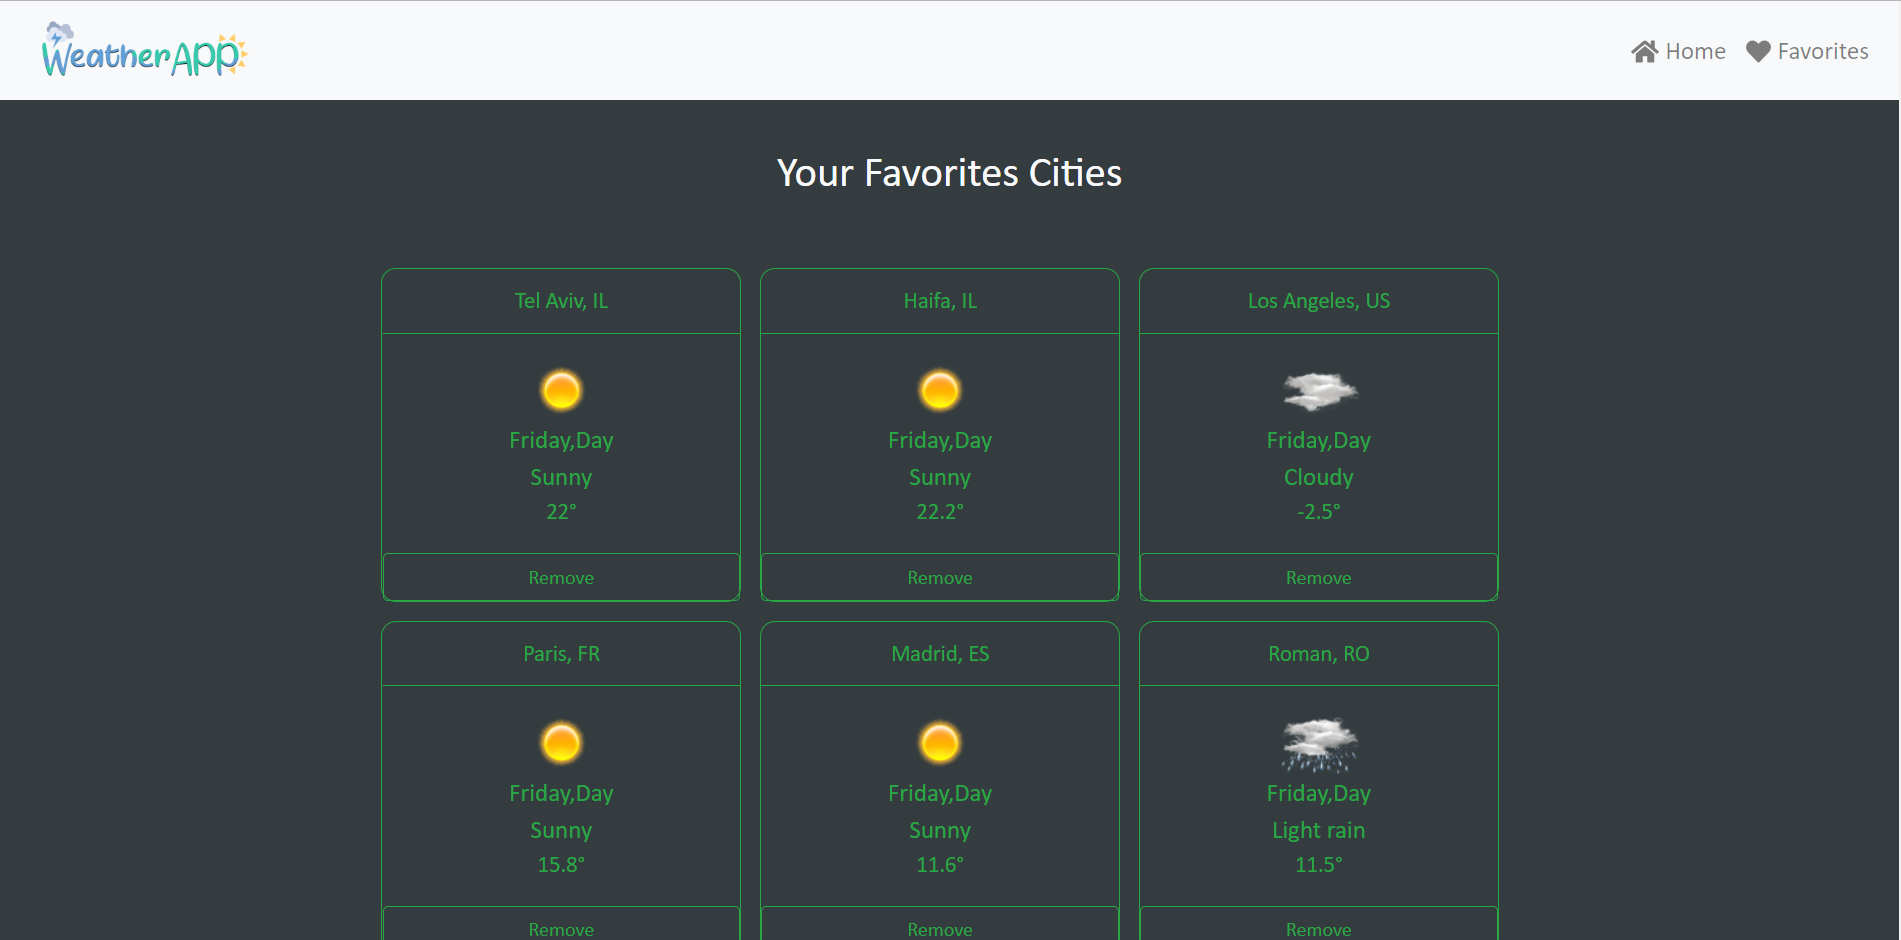 WeatherAPP
Home Favorites
Your Favorites Cities
Tel Aviv, IL
Friday,Day
Sunny
22°
Remove
Haifa, IL
Friday,Day
Sunny
22.2°
Remove
Los Angeles, US
Friday,Day
Cloudy
-2.5°
Remove
Paris, FR
Friday,Day
Sunny
15.8°
Remove
Madrid, ES
Friday,Day
Sunny
11.6°
Remove
Roman, RO
Friday,Day
Light rain
11.5°
Remove